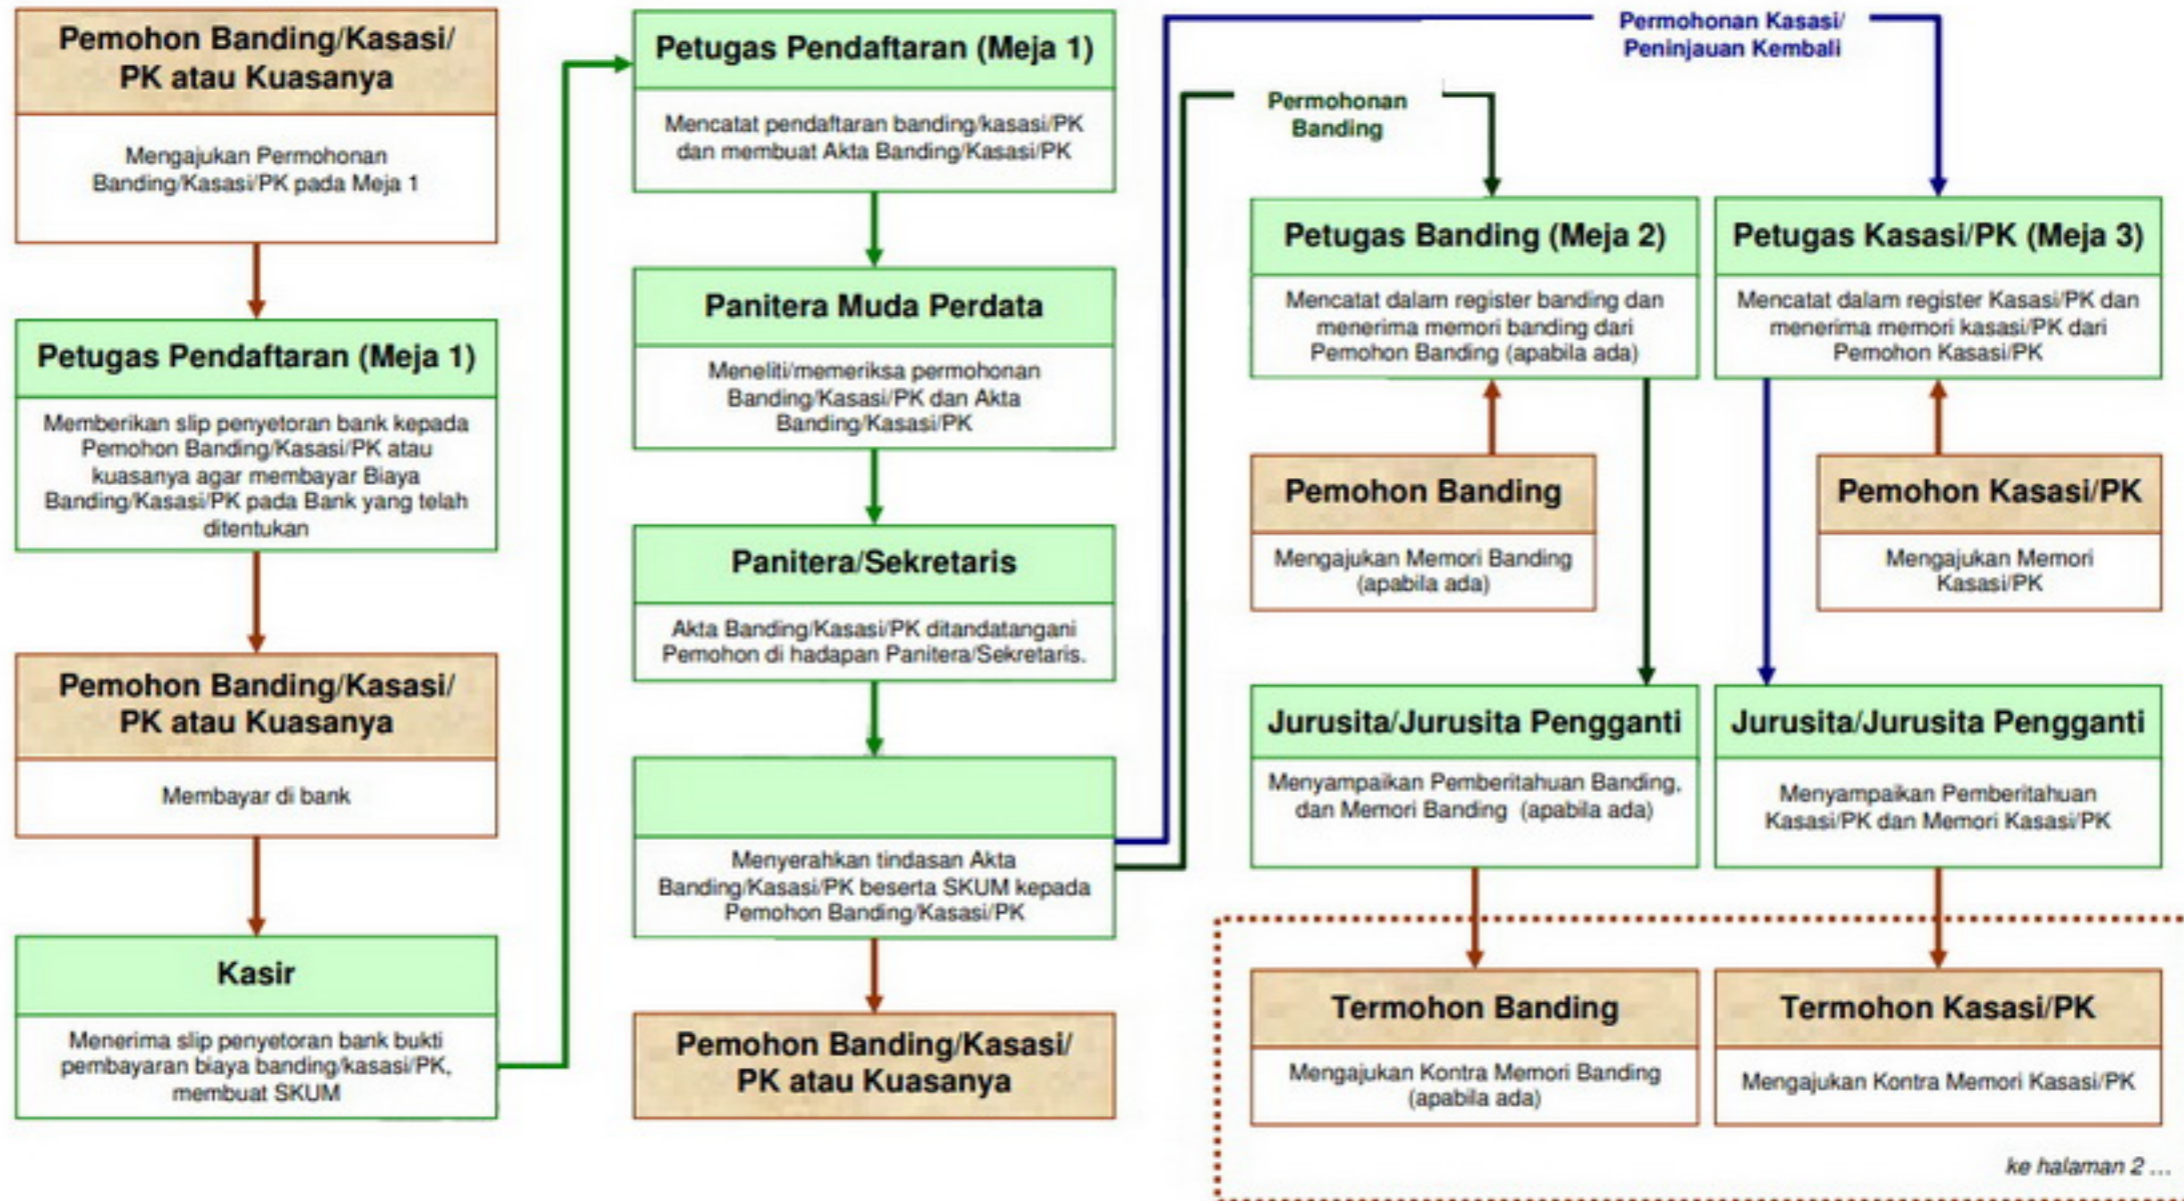 Pemohon Banding/Kasasi/
PK atau Kuasanya
Mengajukan Permohonan
Banding/Kasasi/PK pada Meja 1
Petugas Pendaftaran (Meja 1)
Memberikan slip penyetoran bank kepada
Pemohon Banding/Kasasi/PK atau
kuasanya agar membayar Biaya
Banding/Kasasi/PK pada Bank yang telah
ditentukan
Pemohon Banding/Kasasi/
PK atau Kuasanya
Membayar di bank
Kasir
Menerima slip penyetoran bank bukti
pembayaran biaya banding/kasasi/PK,
membuat SKUM
Petugas Pendaftaran (Meja 1)
Mencatat pendaftaran banding/kasasi/PK
dan membuat Akta Banding/Kasasi/PK
Panitera Muda Perdata
Meneliti/memeriksa permohonan
Banding/Kasasi/PK dan Akta
Banding/Kasasi/PK
Panitera/Sekretaris
Akta Banding/Kasasi/PK ditandatangani
Pemohon di hadapan Panitera/Sekretaris.
Menyerahkan tindasan Akta
Banding/Kasasi/PK beserta SKUM kepada
Pemohon Banding/Kasasi/PK
Pemohon Banding/Kasasi/
PK atau Kuasanya
Permohonan Kasasi/
Peninjauan Kembali
Permohonan
Banding
Petugas Banding (Meja 2)
Mencatat dalam register banding dan
menerima memori banding dari
Pemohon Banding (apabila ada)
Pemohon Banding
Mengajukan Memori Banding
(apabila ada)
Jurusita/Jurusita Pengganti
Menyampaikan Pemberitahuan Banding,
dan Memori Banding (apabila ada)
Termohon Banding
Mengajukan Kontra Memori Banding
(apabila ada)
Petugas Kasasi/PK (Meja 3)
Mencatat dalam register Kasasi/PK dan
menerima memori kasasi/PK dari
Pemohon Kasasi/PK
Pemohon Kasasi/PK
Mengajukan Memori
Kasasi/PK
Jurusita/Jurusita Pengganti
Menyampaikan Pemberitahuan
Kasasi/PK dan Memori Kasasi/PK
Termohon Kasasi/PK
Mengajukan Kontra Memori Kasasi/PK
ke halaman 2 ...